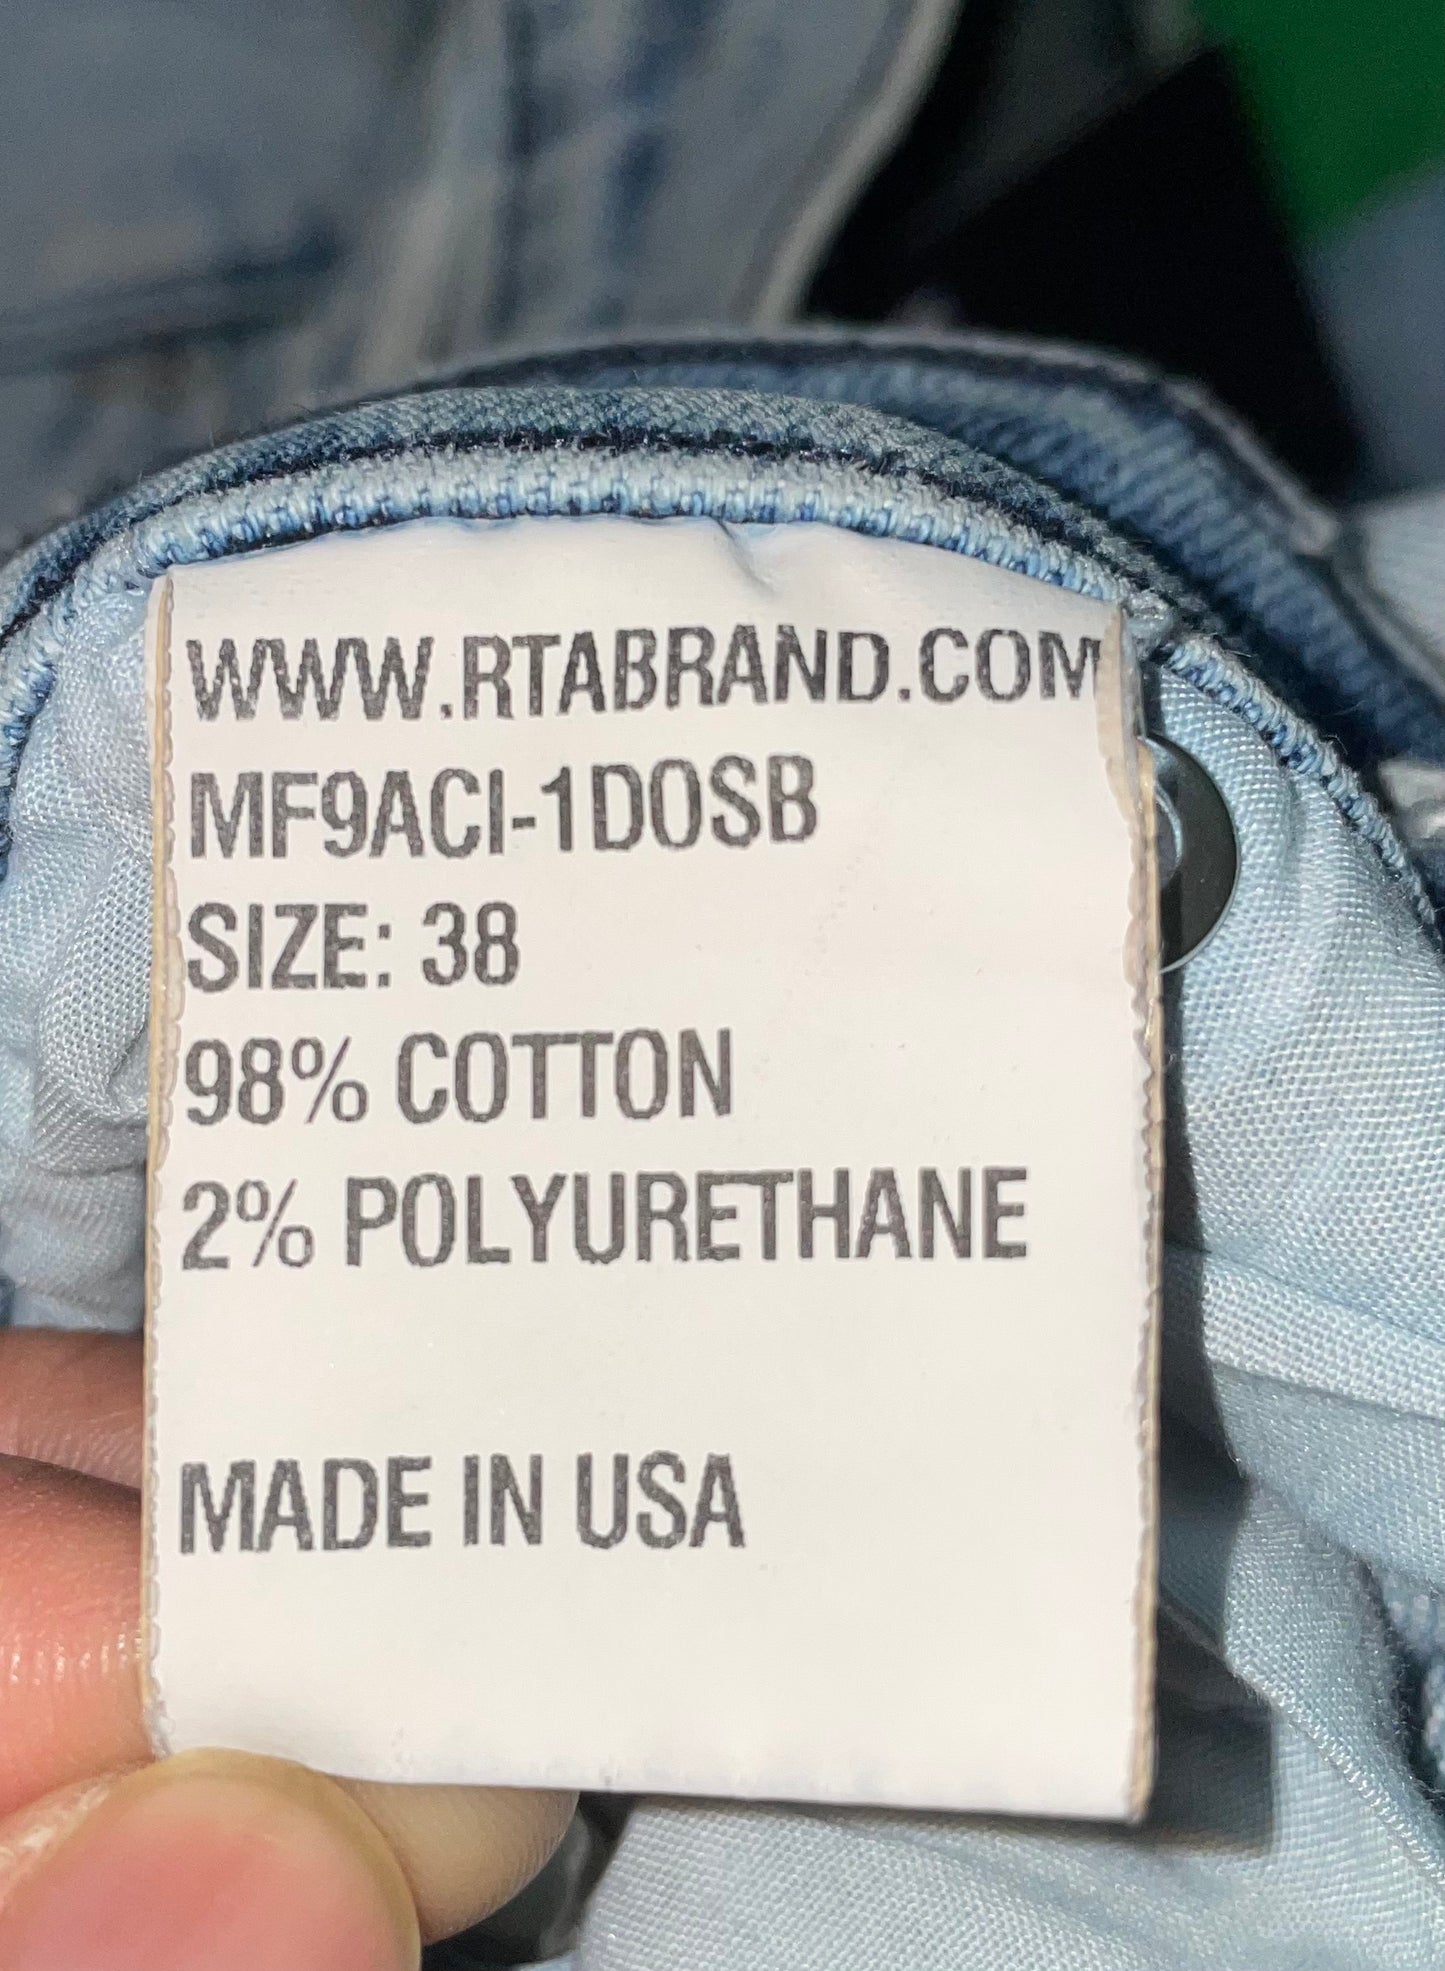 WWW.RTABRAND.COM
MF9ACI-1DOSB
SIZE: 38
98% COTTON
2% POLYURETHANE
MADE IN USA